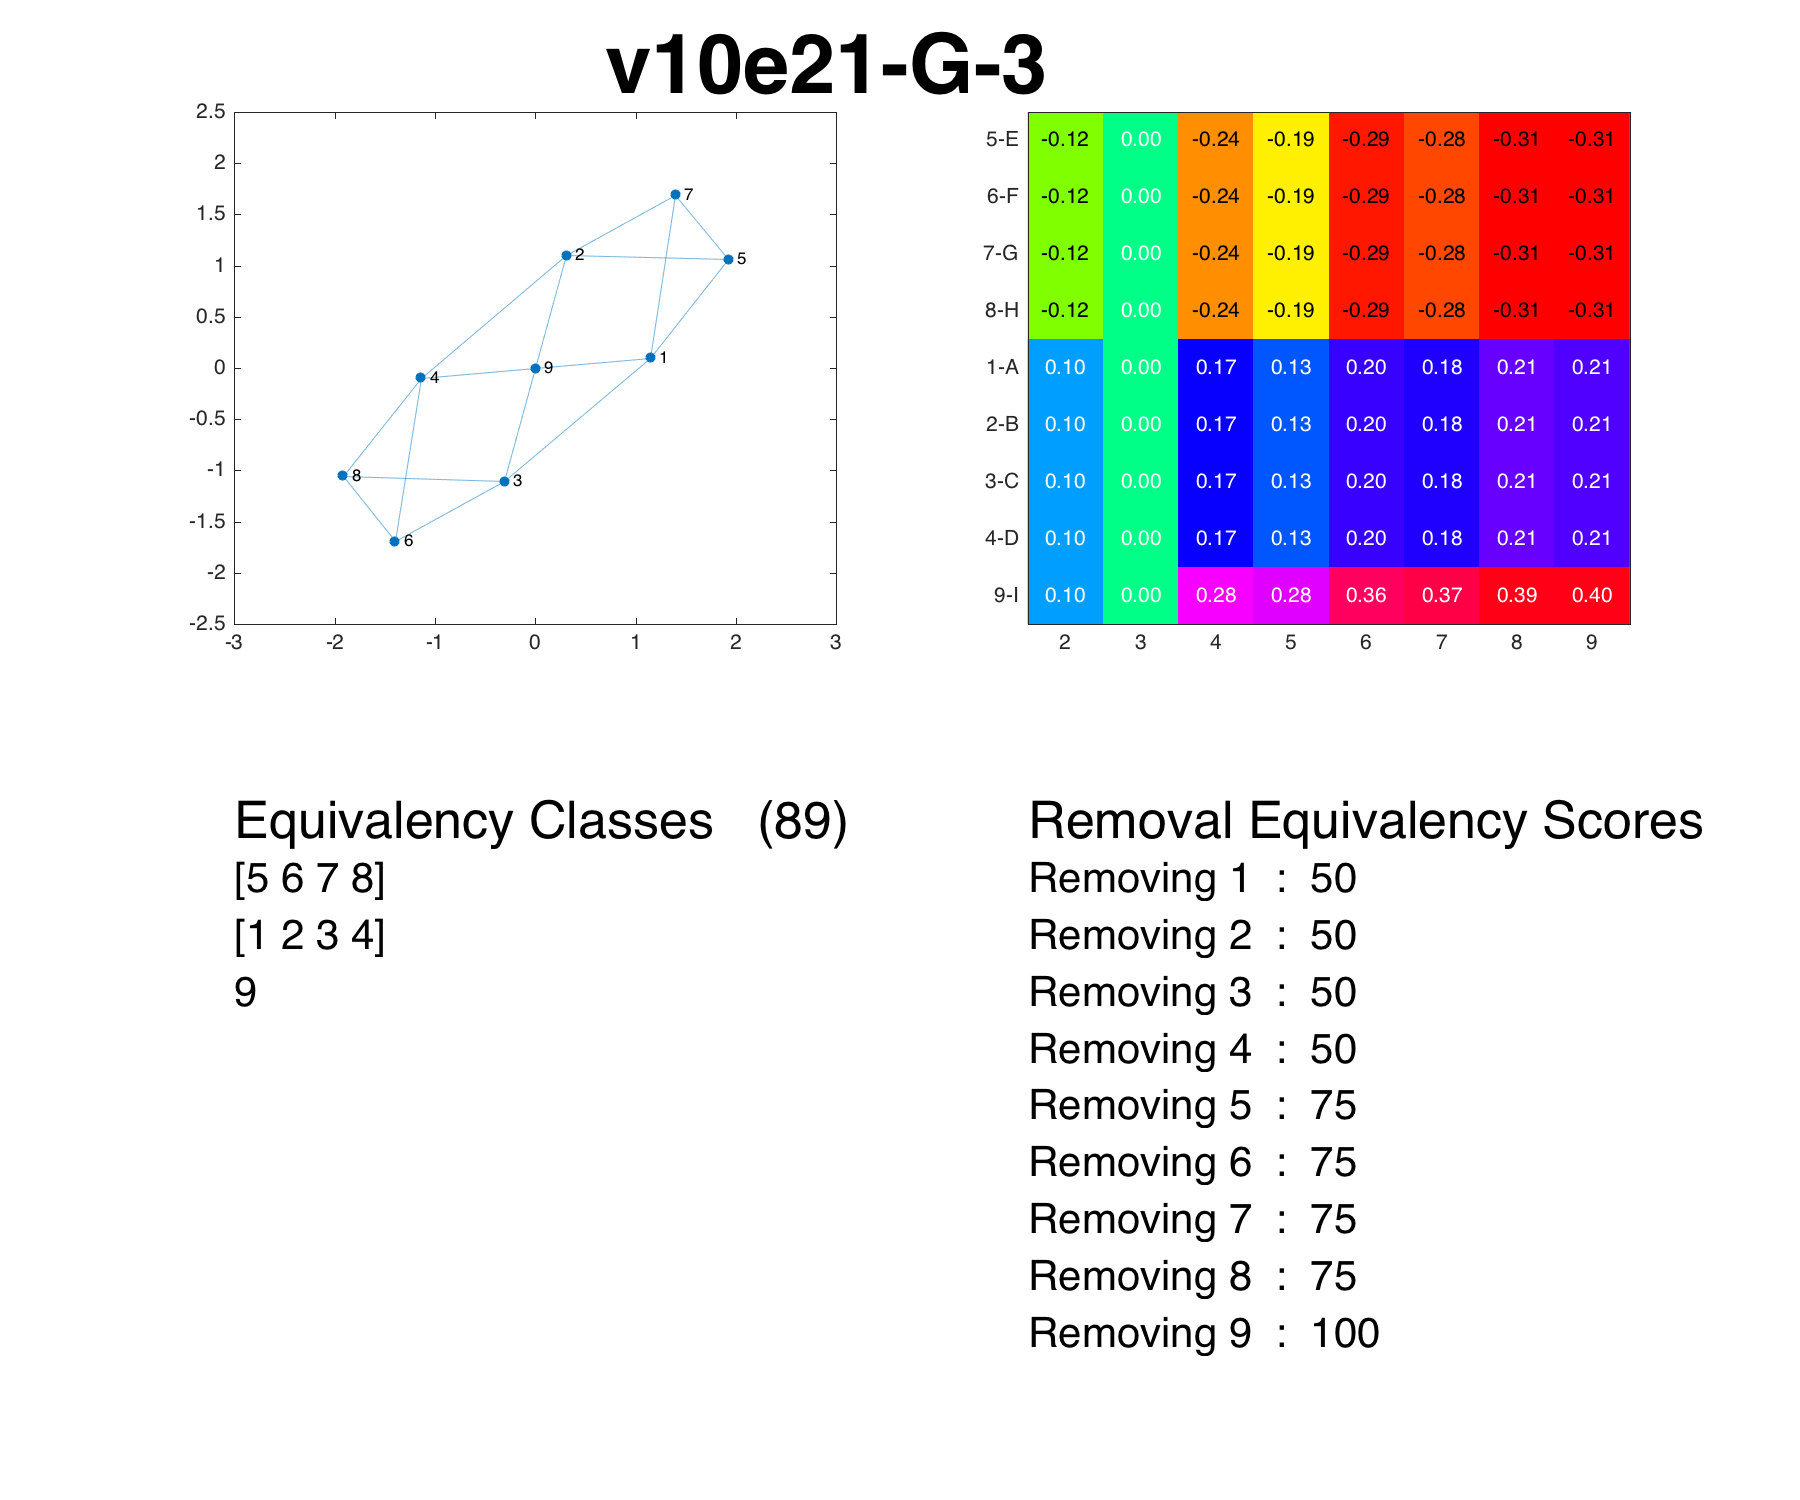 v10e21-G-3
2.5
2
1.5
1
0.5
0
-0.5
-1
-1.5
-2
-2.5
-3 -2 -1 0 1 2 3
7
2
5
1
9
4
8
3
6
5-E -0.12 0.00 -0.24 -0.19 -0.29 -0.28 -0.31 -0.31
6-F -0.12 0.00 -0.24 -0.19 -0.29 -0.28 -0.31 -0.31
7-G -0.12 0.00 -0.24 -0.19 -0.29 -0.28 -0.31 -0.31
8-H -0.12 0.00 -0.24 -0.19 -0.29 -0.28 -0.31 -0.31
1-A 0.10 0.00 0.17 0.13 0.20 0.18 0.21 0.21
2-B 0.10 0.00 0.17 0.13 0.20 0.18 0.21 0.21
3-C 0.10 0.00 0.17 0.13 0.20 0.18 0.21 0.21
4-D 0.10 0.00 0.17 0.13 0.20 0.18 0.21 0.21
9-I 0.10 0.00 0.28 0.28 0.36 0.37 0.39 0.40
2 3 4 5 6 7 8 9
Equivalency Classes (89)
[5 6 7 8]
[1 2 3 4]
9
Removal Equivalency Scores
Removing 1 : 50
Removing 2 : 50
Removing 3 : 50
Removing 4 : 50
Removing 5 : 75
Removing 6 : 75
Removing 7 : 75
Removing 8 : 75
Removing 9 : 100